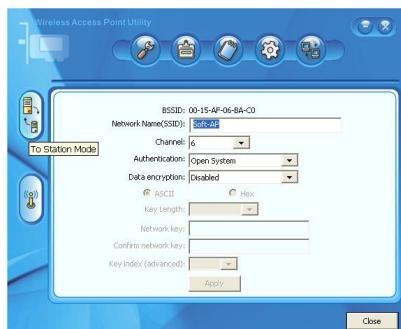 Wireless Access Point Utility
BSSID: 00-15-AF-06-BA-C0
Network Name(SSID): Soft-AP
Channel: 6
To Station Mode
Authentication: Open System
Data encryption: Disabled
ASCII Hex
Key Length:
Network key:
Confirm network key:
Key index (advanced):
Apply
Close